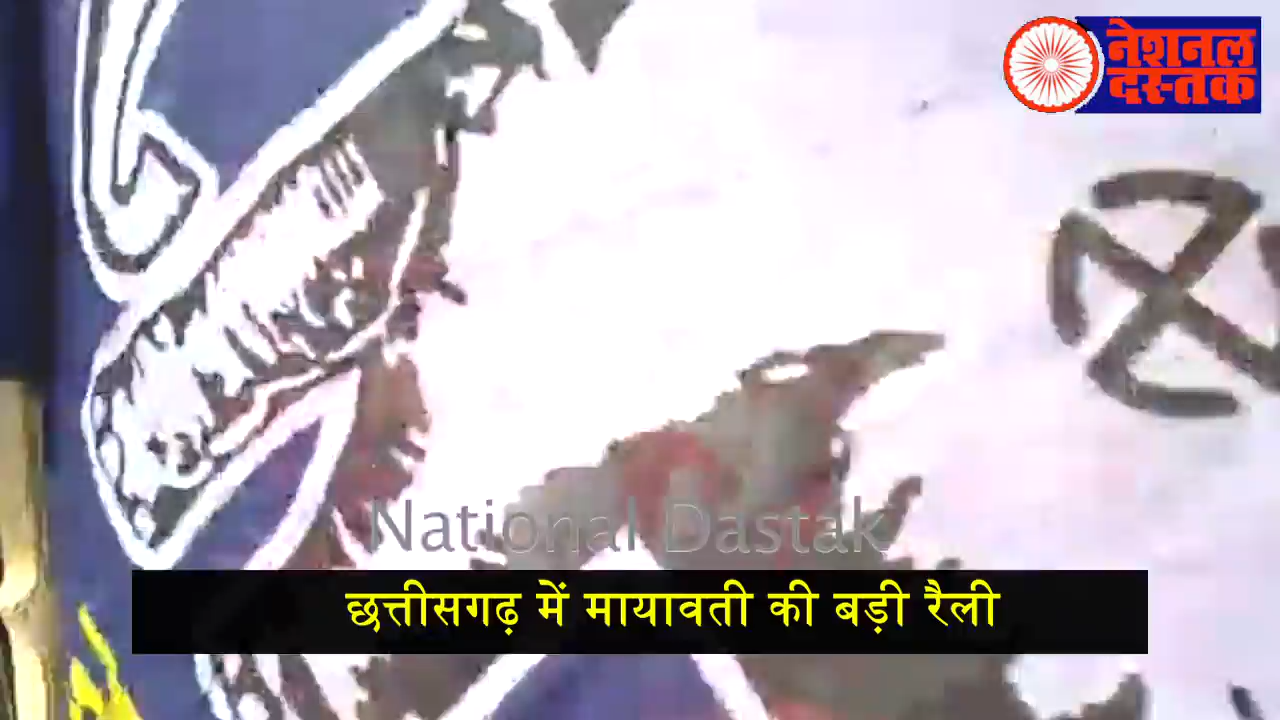 नेशनल
दस्तक
National Dastak
छत्तीसगढ़ में मायावती की बड़ी रैली